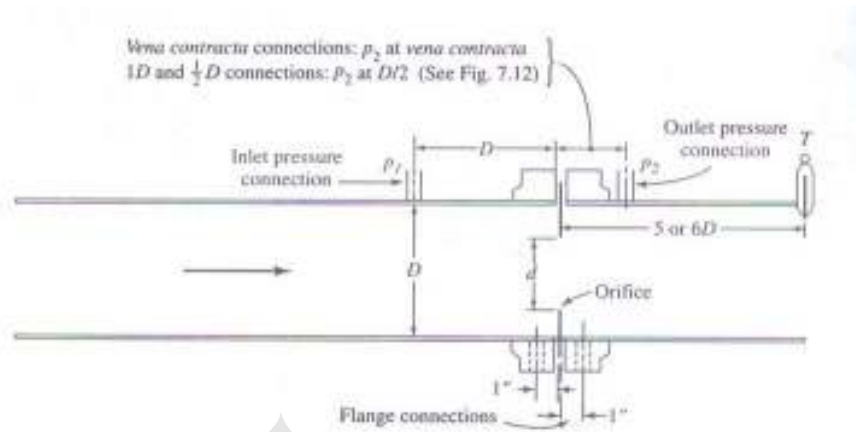 Vena contracta connections: p₂ at vena contracta
1D and ½D connections: P₂ at D/2 (See Fig. 7.12)
Outlet pressure
connection
T
Inlet pressure
connection
P₁
D
P₂
5 or 6D
D
d
Orifice
1"
Flange connections
1"